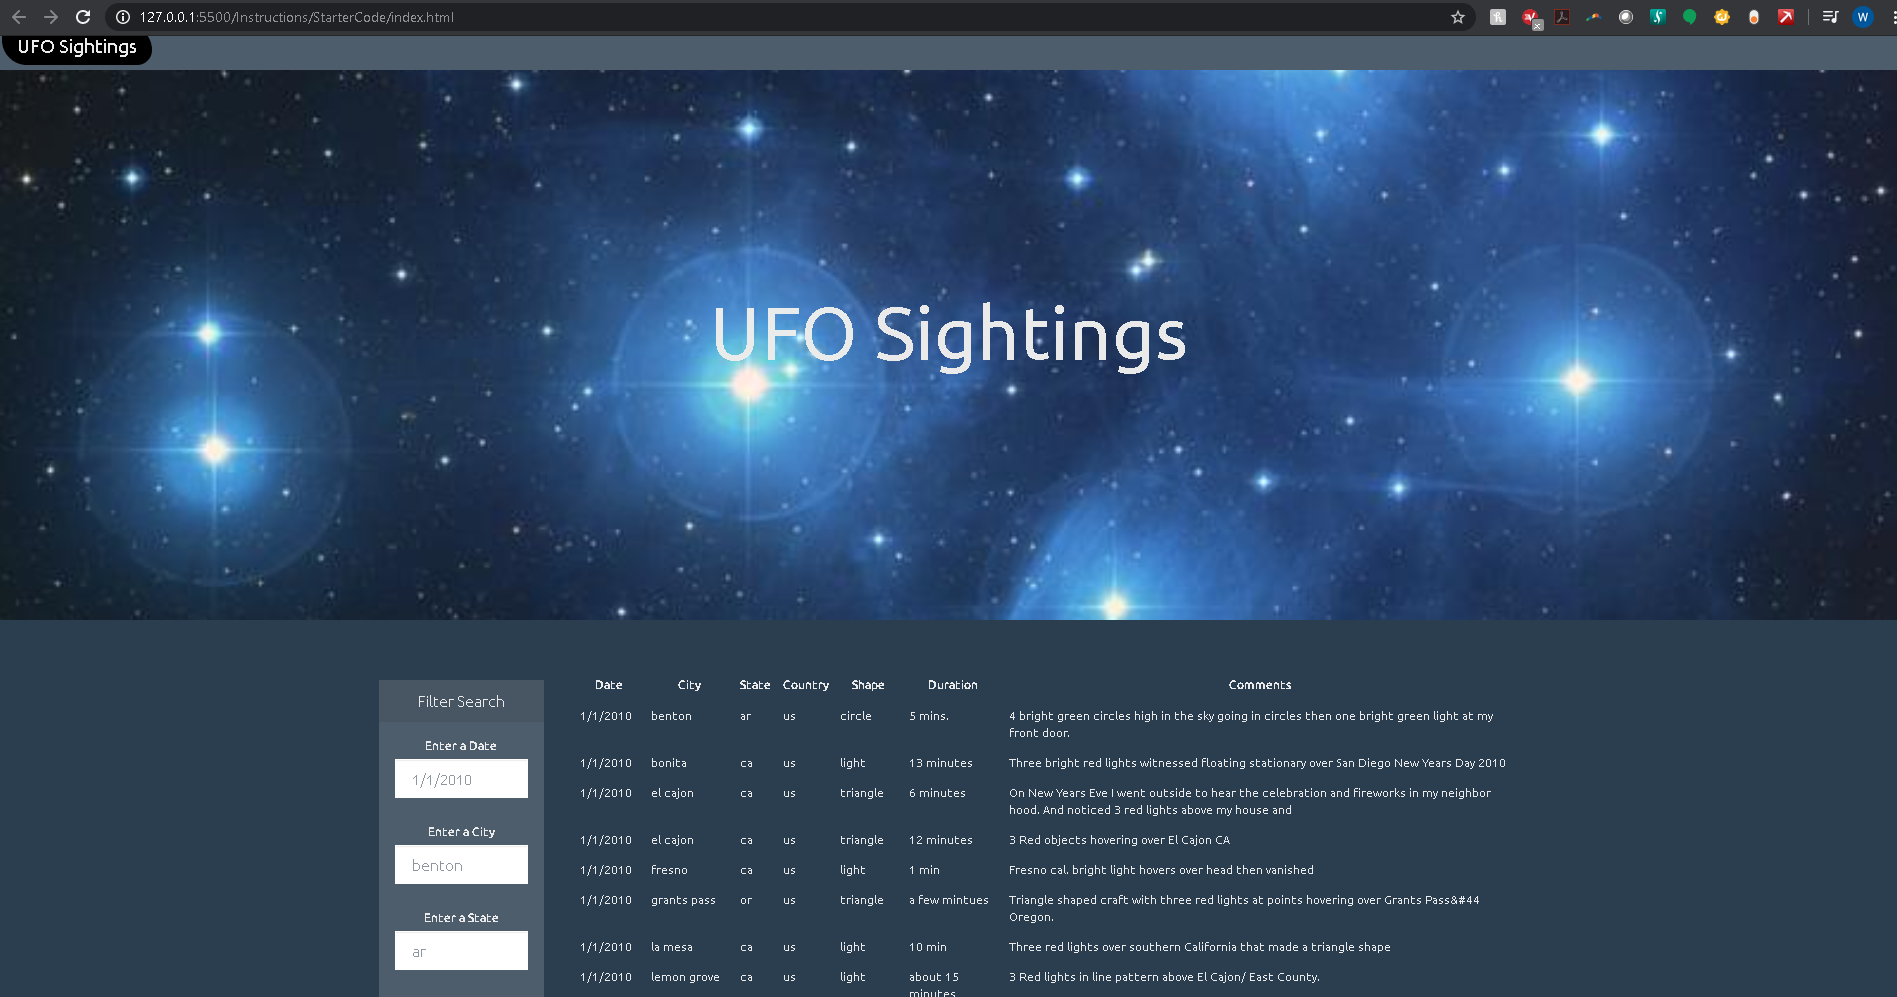 127.0.0.1:5500/Instructions/StarterCode/index.html
W
UFO Sightings
UFO Sightings
Filter Search
Enter a Date
1/1/2010
Enter a City
benton
Enter a State
ar
Date City State Country Shape Duration Comments
1/1/2010 benton ar us circle 5 mins. 4 bright green circles high in the sky going in circles then one bright green light at my
front door.
1/1/2010 bonita ca us light 13 minutes Three bright red lights witnessed floating stationary over San Diego New Years Day 2010
1/1/2010 el cajon ca us triangle 6 minutes On New Years Eve I went outside to hear the celebration and fireworks in my neighbor
hood. And noticed 3 red lights above my house and
1/1/2010 el cajon ca us triangle 12 minutes 3 Red objects hovering over El Cajon CA
1/1/2010 fresno ca us light 1 min Fresno cal. bright light hovers over head then vanished
1/1/2010 grants pass or us triangle a few mintues Triangle shaped craft with three red lights at points hovering over Grants Pass&#44
Oregon.
1/1/2010 la mesa ca us light 10 min Three red lights over southern California that made a triangle shape
1/1/2010 lemon grove ca us light about 15 3 Red lights in line pattern above El Cajon/ East County.
minutes